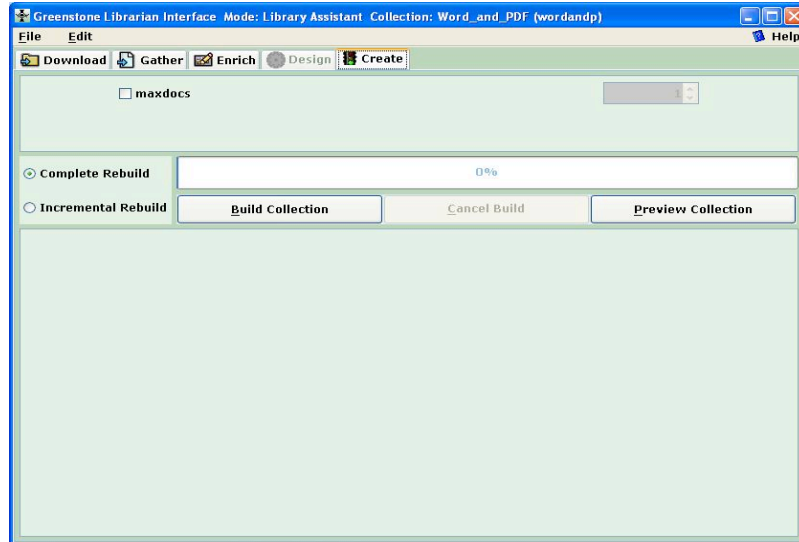 Greenstone Librarian Interface Mode: Library Assistant Collection: Word_and_PDF (wordandp)
File Edit Help
Download Gather Enrich Design Create
maxdocs 1
Complete Rebuild 0%
Incremental Rebuild Build Collection Cancel Build Preview Collection